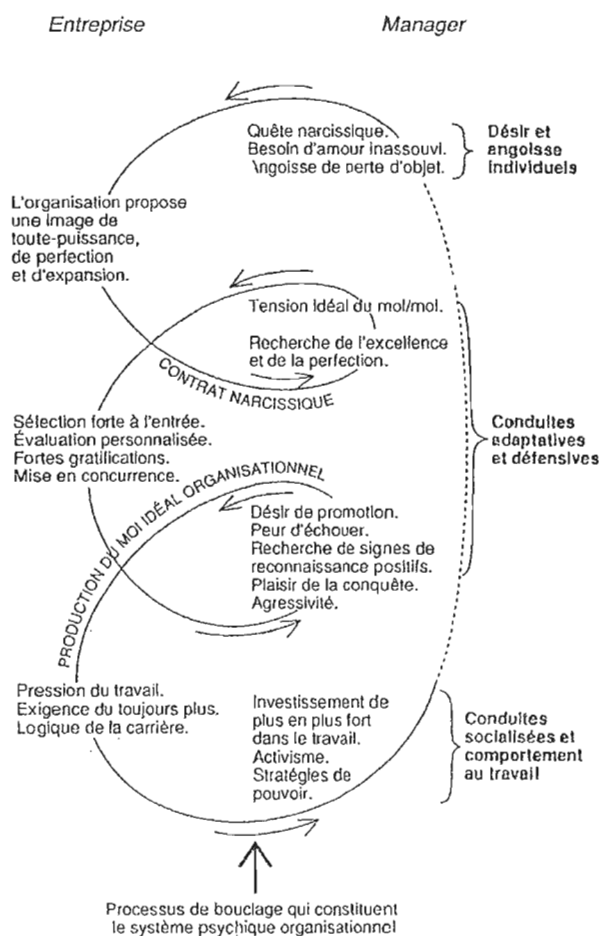 Entreprise
Manager
Quête narcissique.
Besoin d'amour inassouvi.
Angoisse de perte d'objet.
Désir et
angoisse
individuels
L'organisation propose
une image de
toute-puissance,
de perfection
et d'expansion.
Tension Idéal du moi/moi.
Recherche de l'excellence
et de la perfection.
CONTRAT NARCISSIQUE
Sélection forte à l'entrée.
Évaluation personnalisée.
Fortes gratifications.
Mise en concurrence.
Conduites
adaptatives
et défensives
PRODUCTION DU MOI IDÉAL ORGANISATIONNEL
Désir de promotion.
Peur d'échouer.
Recherche de signes de
reconnaissance positifs.
Plaisir de la conquête.
Agressivité.
Pression du travail.
Exigence du toujours plus.
Logique de la carrière.
Investissement de
plus en plus fort
dans le travail.
Activisme.
Stratégies de
pouvoir.
Conduites
socialisées et
comportement
au travail
Processus de bouclage qui constituent
le système psychique organisationnel